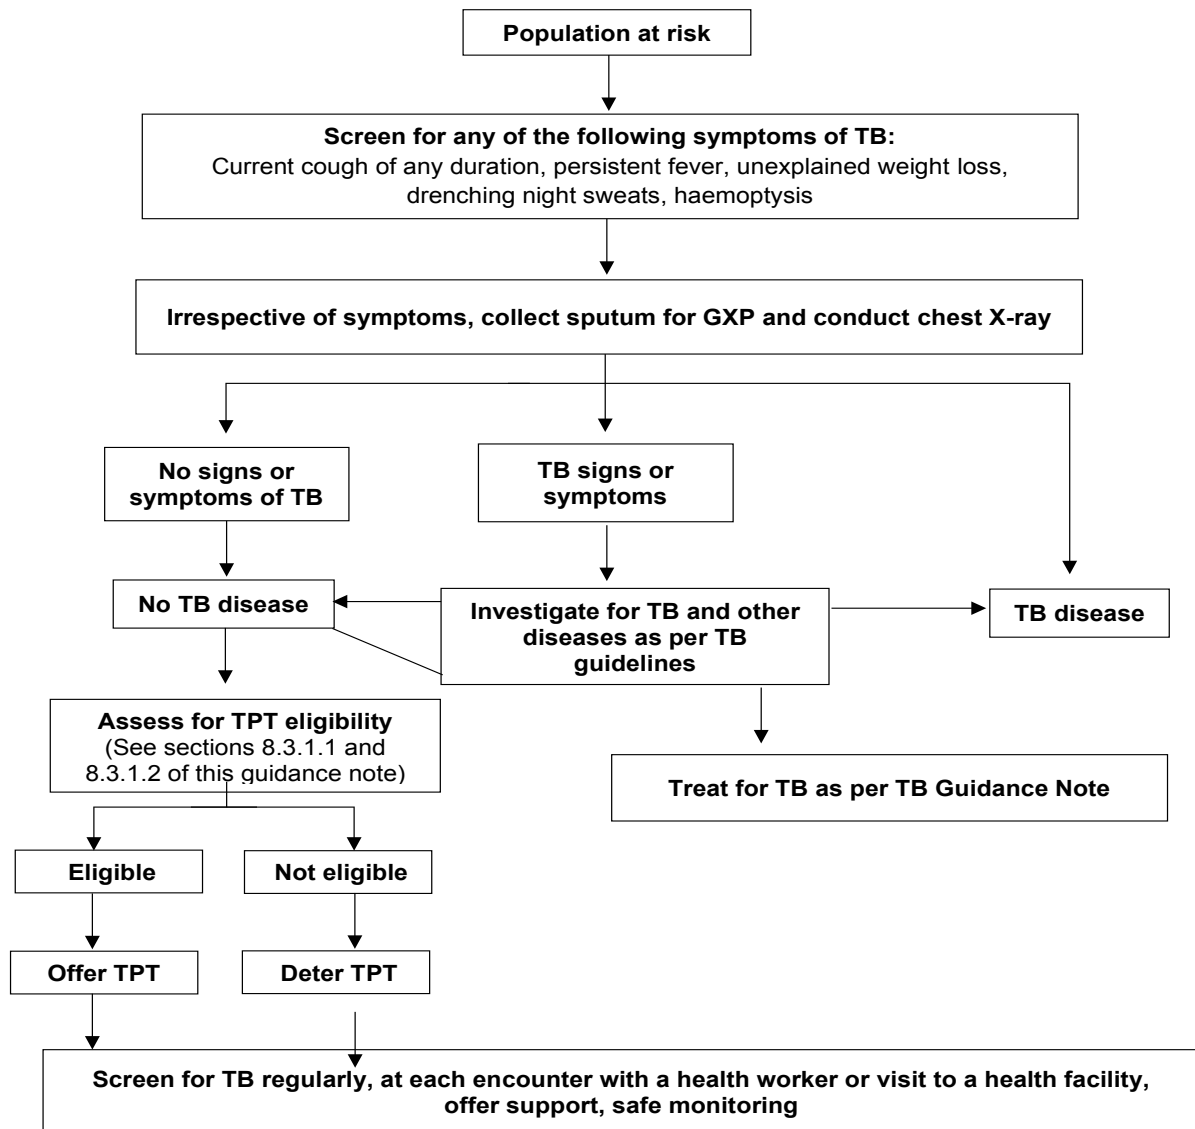 Population at risk
Screen for any of the following symptoms of TB:
Current cough of any duration, persistent fever, unexplained weight loss,
drenching night sweats, haemoptysis
Irrespective of symptoms, collect sputum for GXP and conduct chest X-ray
No signs or
symptoms of TB
TB signs or
symptoms
No TB disease
Investigate for TB and other
diseases as per TB
guidelines
TB disease
Assess for TPT eligibility
(See sections 8.3.1.1 and
8.3.1.2 of this guidance note)
Treat for TB as per TB Guidance Note
Eligible
Not eligible
Offer TPT
Deter TPT
Screen for TB regularly, at each encounter with a health worker or visit to a health facility,
offer support, safe monitoring